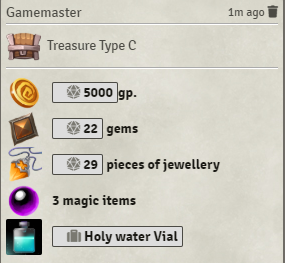 Gamemaster 1m ago
Treasure Type C
5000 gp.
22 gems
29 pieces of jewellery
3 magic items
Holy water Vial